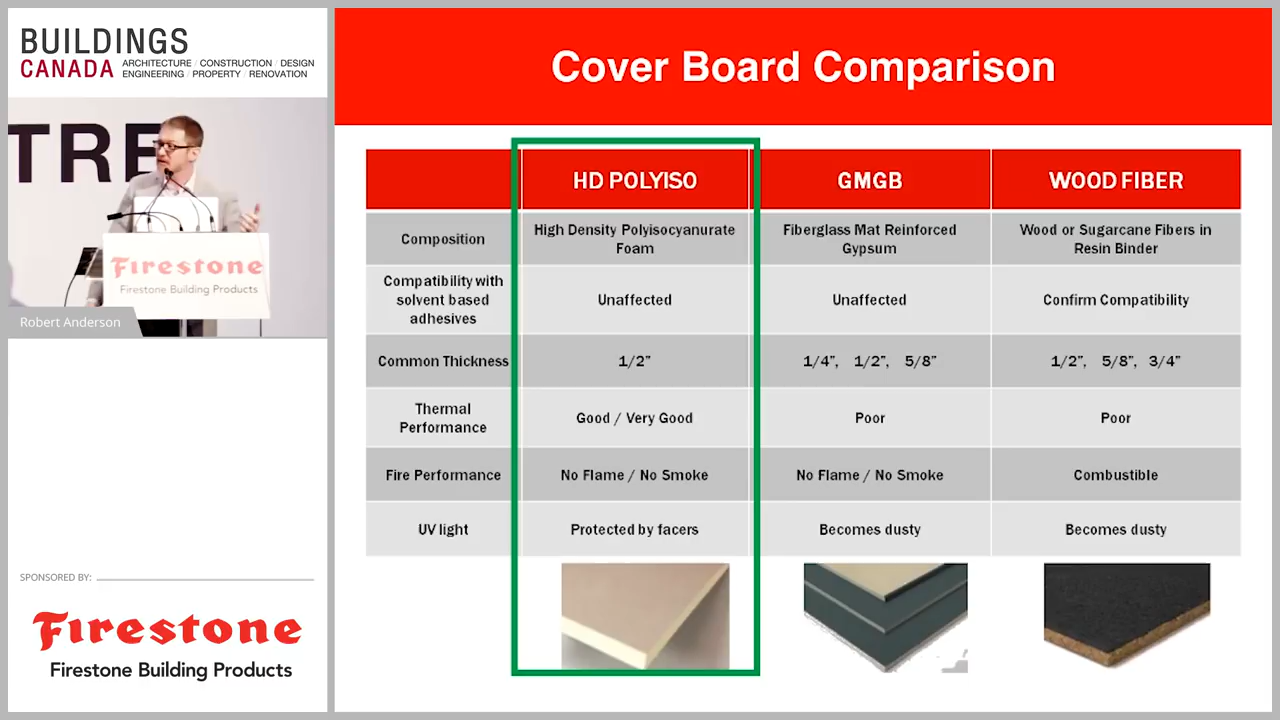 BUILDINGS
CANADA
ARCHITECTURE / CONSTRUCTION / DESIGN
ENGINEERING / PROPERTY / RENOVATION
TRE
Firestone
Firestone Building Products
Robert Anderson
SPONSORED BY:
Firestone
Firestone Building Products
Cover Board Comparison
HD POLYISO
GMGB
WOOD FIBER
Composition
High Density Polyisocyanurate
Foam
Fiberglass Mat Reinforced
Gypsum
Wood or Sugarcane Fibers in
Resin Binder
Compatibility with
solvent based
adhesives
Unaffected
Unaffected
Confirm Compatibility
Common Thickness
1/2”
1/4”, 1/2”, 5/8”
1/2”, 5/8”, 3/4”
Thermal
Performance
Good / Very Good
Poor
Poor
Fire Performance
No Flame / No Smoke
No Flame / No Smoke
Combustible
UV light
Protected by facers
Becomes dusty
Becomes dusty